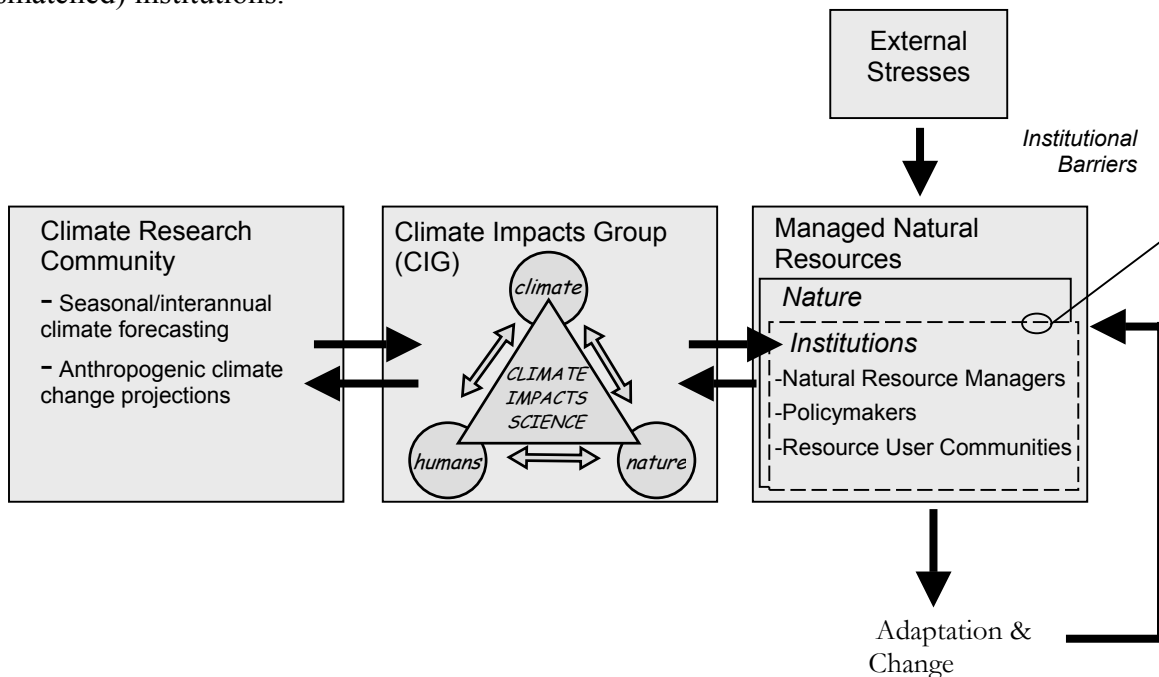 institutions.
External
Stresses
Institutional
Barriers
Climate Research
Community
- Seasonal/interannual
climate forecasting
- Anthropogenic climate
change projections
Climate Impacts Group
(CIG)
climate
CLIMATE
IMPACTS
SCIENCE
humans
nature
Managed Natural
Resources
Nature
Institutions
-Natural Resource Managers
-Policymakers
-Resource User Communities
Adaptation &
Change